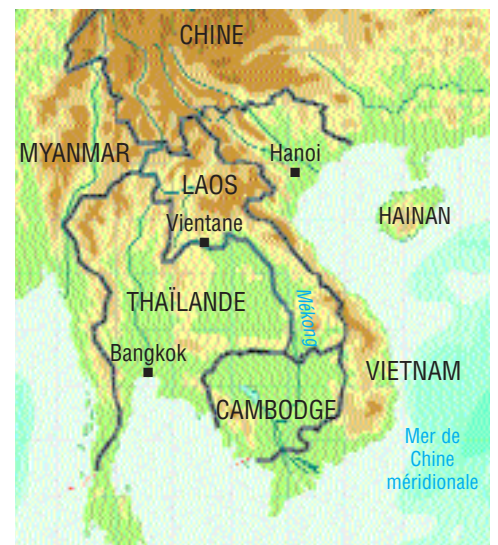 CHINE
MYANMAR
Hanoi
LAOS
HAINAN
Vientane
THAÏLANDE
Mékong
Bangkok
VIETNAM
CAMBODGE
Mer de
Chine
méridionale